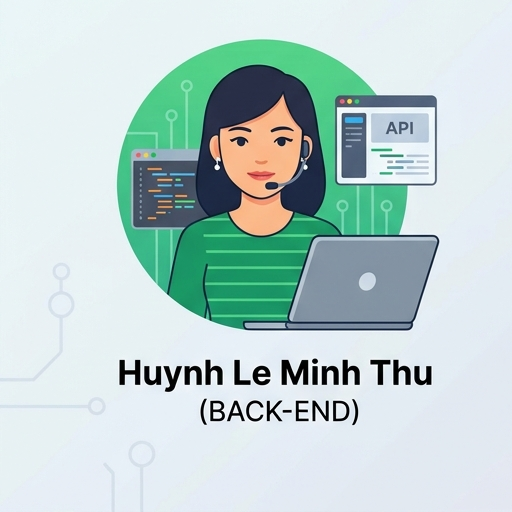 API
Huynh Le Minh Thu
(BACK-END)